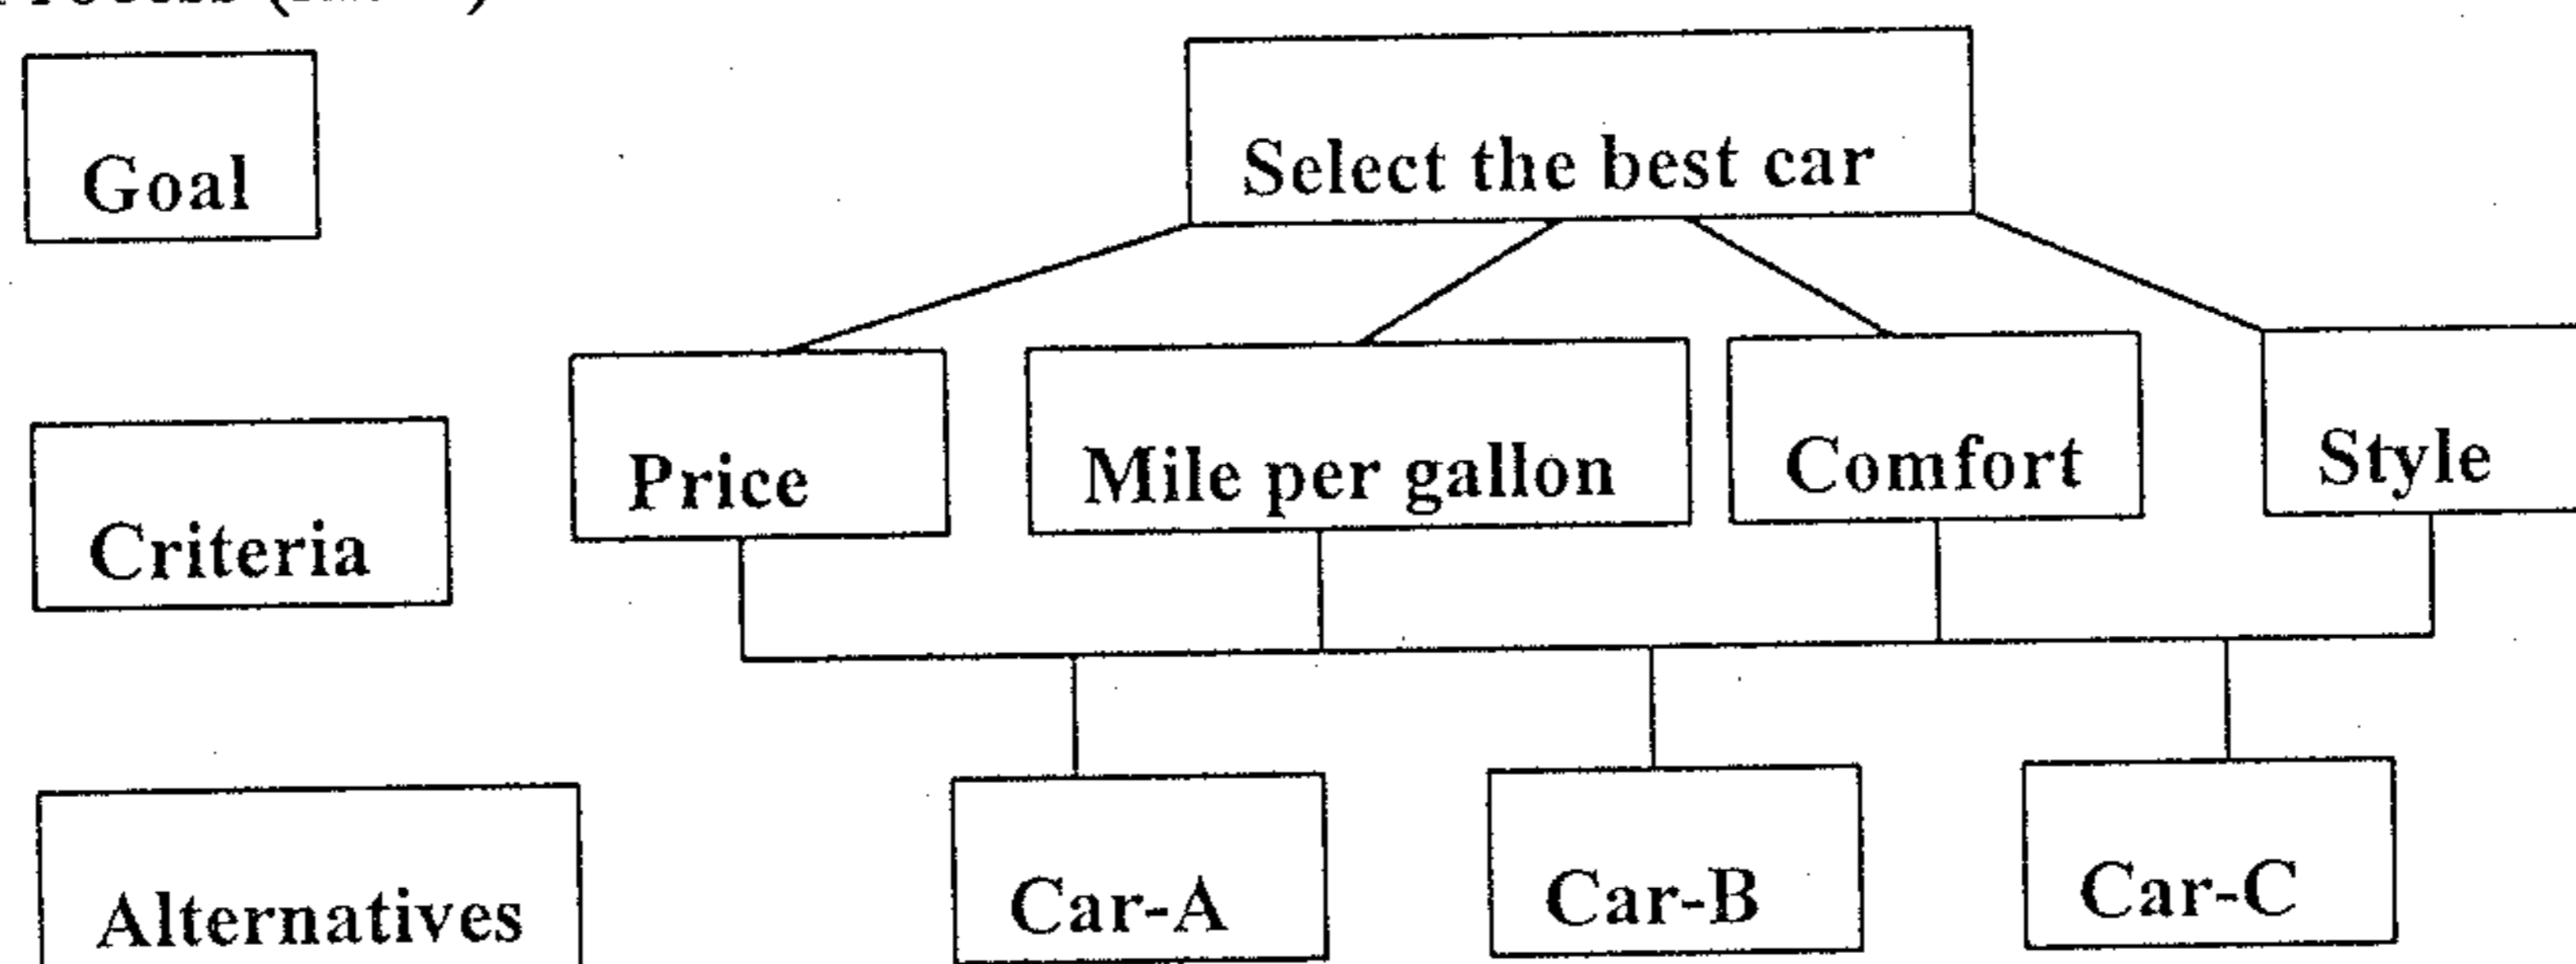 Goal
Select the best car
Criteria
Price
Mile per gallon
Comfort
Style
Alternatives
Car-A
Car-B
Car-C